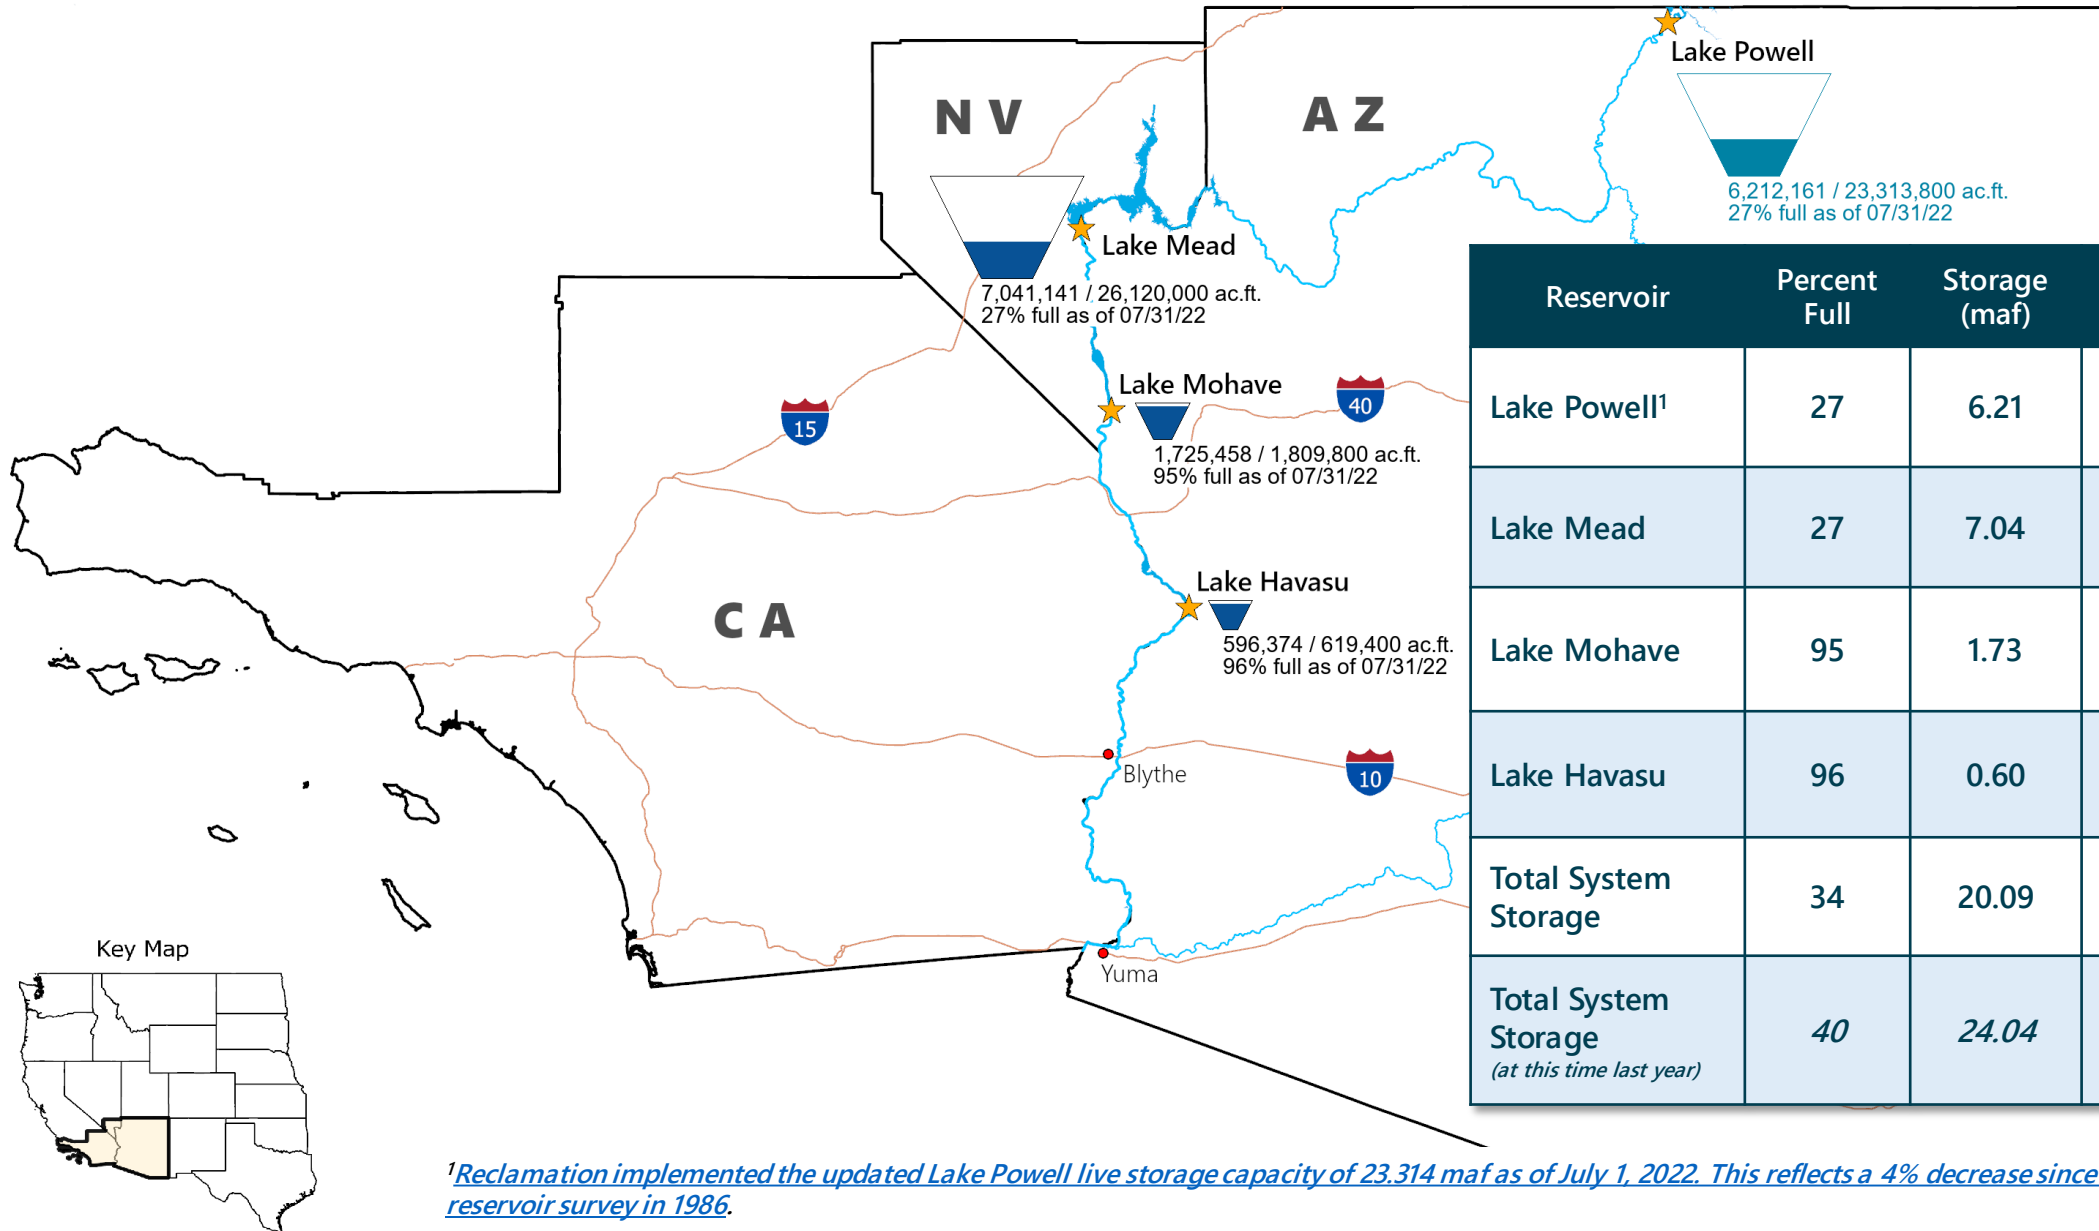 Lake Powell
6,212,161 / 23,313,800 ac.ft.
27% full as of 07/31/22
NV
AZ
Lake Mead
7,041,141 / 26,120,000 ac.ft.
27% full as of 07/31/22
Lake Mohave
1,725,458 / 1,809,800 ac.ft.
95% full as of 07/31/22
15
40
Lake Havasu
596,374 / 619,400 ac.ft.
96% full as of 07/31/22
CA
Blythe
10
Yuma
Reservoir Percent Full Storage (maf)
Lake Powell¹ 27 6.21
Lake Mead 27 7.04
Lake Mohave 95 1.73
Lake Havasu 96 0.60
Total System Storage 34 20.09
Total System Storage (at this time last year) 40 24.04
Key Map
¹Reclamation implemented the updated Lake Powell live storage capacity of 23.314 maf as of July 1, 2022. This reflects a 4% decrease since
reservoir survey in 1986.